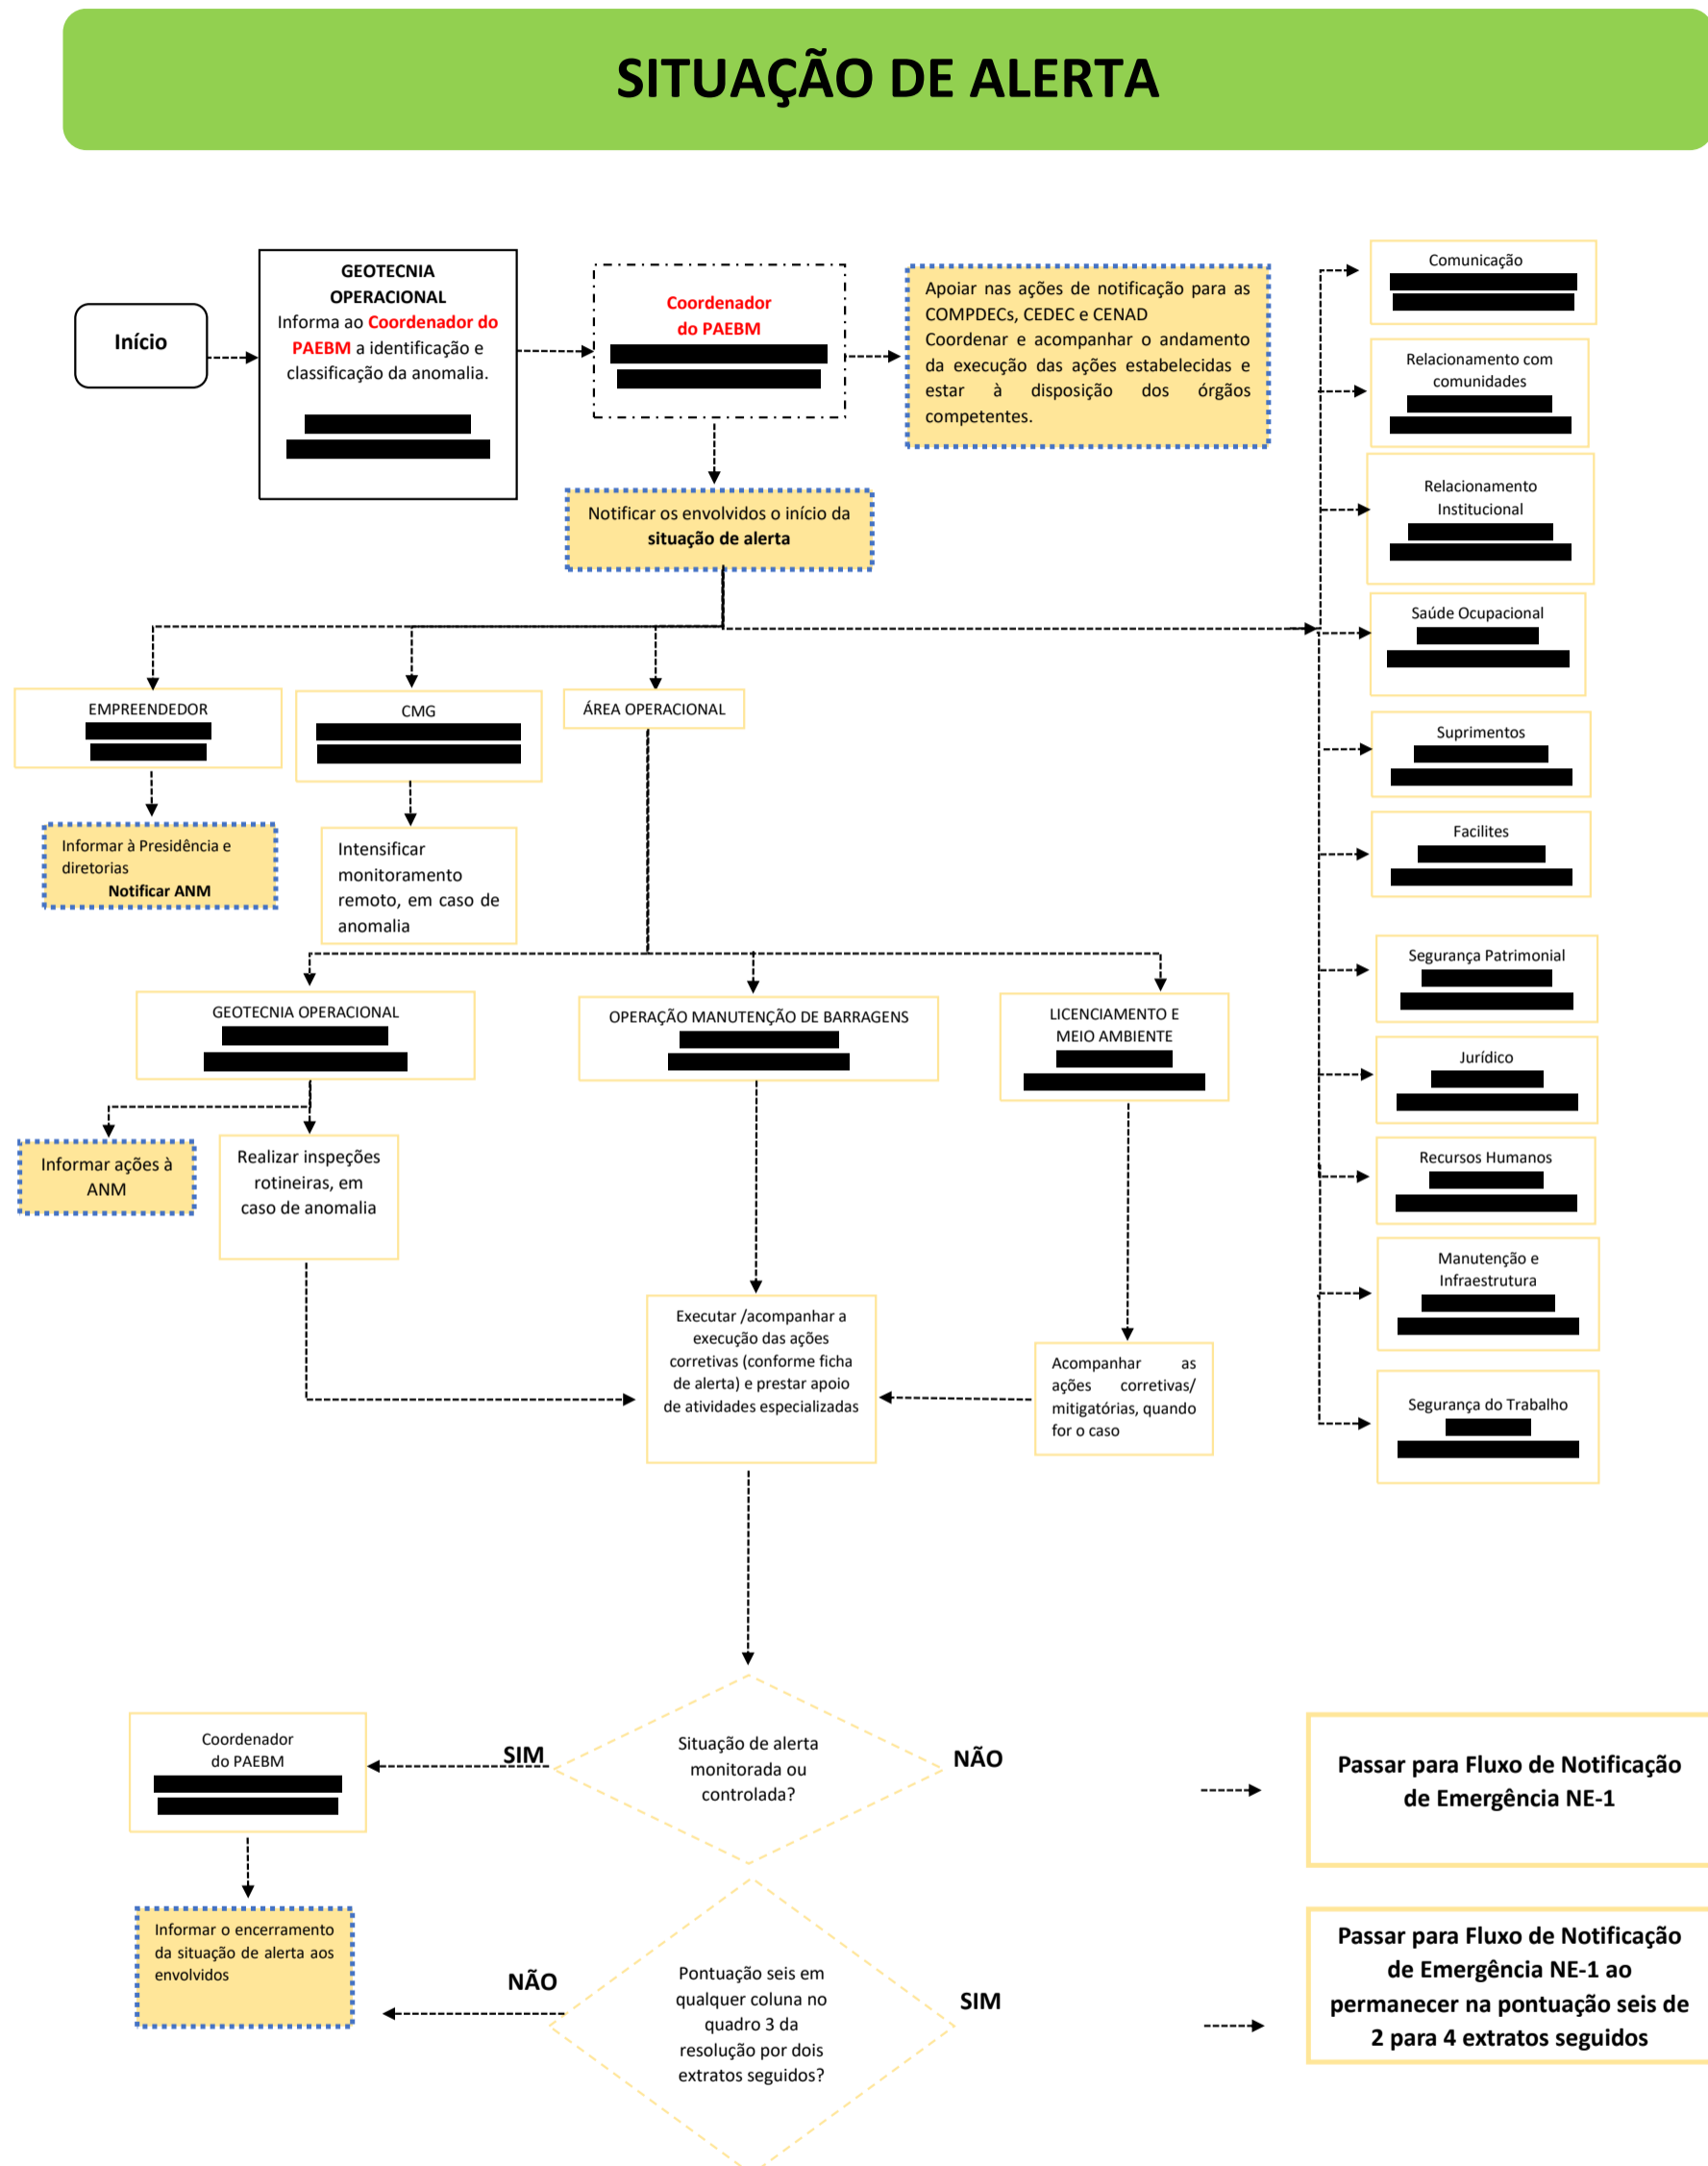 SITUAÇÃO DE ALERTA
Início
GEOTECNIA
OPERACIONAL
Informa ao Coordenador do
PAEBM a identificação e
classificação da anomalia.
Coordenador
do PAEBM
Apoiar nas ações de notificação para as
COMPDECs, CEDEC e CENAD
Coordenar e acompanhar o andamento
da execução das ações estabelecidas e
estar à disposição dos órgãos
competentes.
Notificar os envolvidos o início da
situação de alerta
Comunicação
Relacionamento com
comunidades
Relacionamento
Institucional
Saúde Ocupacional
Suprimentos
Facilites
Segurança Patrimonial
Jurídico
Recursos Humanos
Manutenção e
Infraestrutura
Segurança do Trabalho
EMPREENDEDOR
CMG
ÁREA OPERACIONAL
Informar à Presidência e
diretorias
Notificar ANM
Intensificar
monitoramento
remoto, em caso de
anomalia
GEOTECNIA OPERACIONAL
OPERAÇÃO MANUTENÇÃO DE BARRAGENS
LICENCIAMENTO E
MEIO AMBIENTE
Informar ações à
ANM
Realizar inspeções
rotineiras, em
caso de anomalia
Executar /acompanhar a
execução das ações
corretivas (conforme ficha
de alerta) e prestar apoio
de atividades especializadas
Acompanhar as
ações corretivas/
mitigatórias, quando
for o caso
Coordenador
do PAEBM
SIM
Situação de alerta
monitorada ou
controlada?
NÃO
Passar para Fluxo de Notificação
de Emergência NE-1
Informar o encerramento
da situação de alerta aos
envolvidos
NÃO
Pontuação seis em
qualquer coluna no
quadro 3 da
resolução por dois
extratos seguidos?
SIM
Passar para Fluxo de Notificação
de Emergência NE-1 ao
permanecer na pontuação seis de
2 para 4 extratos seguidos